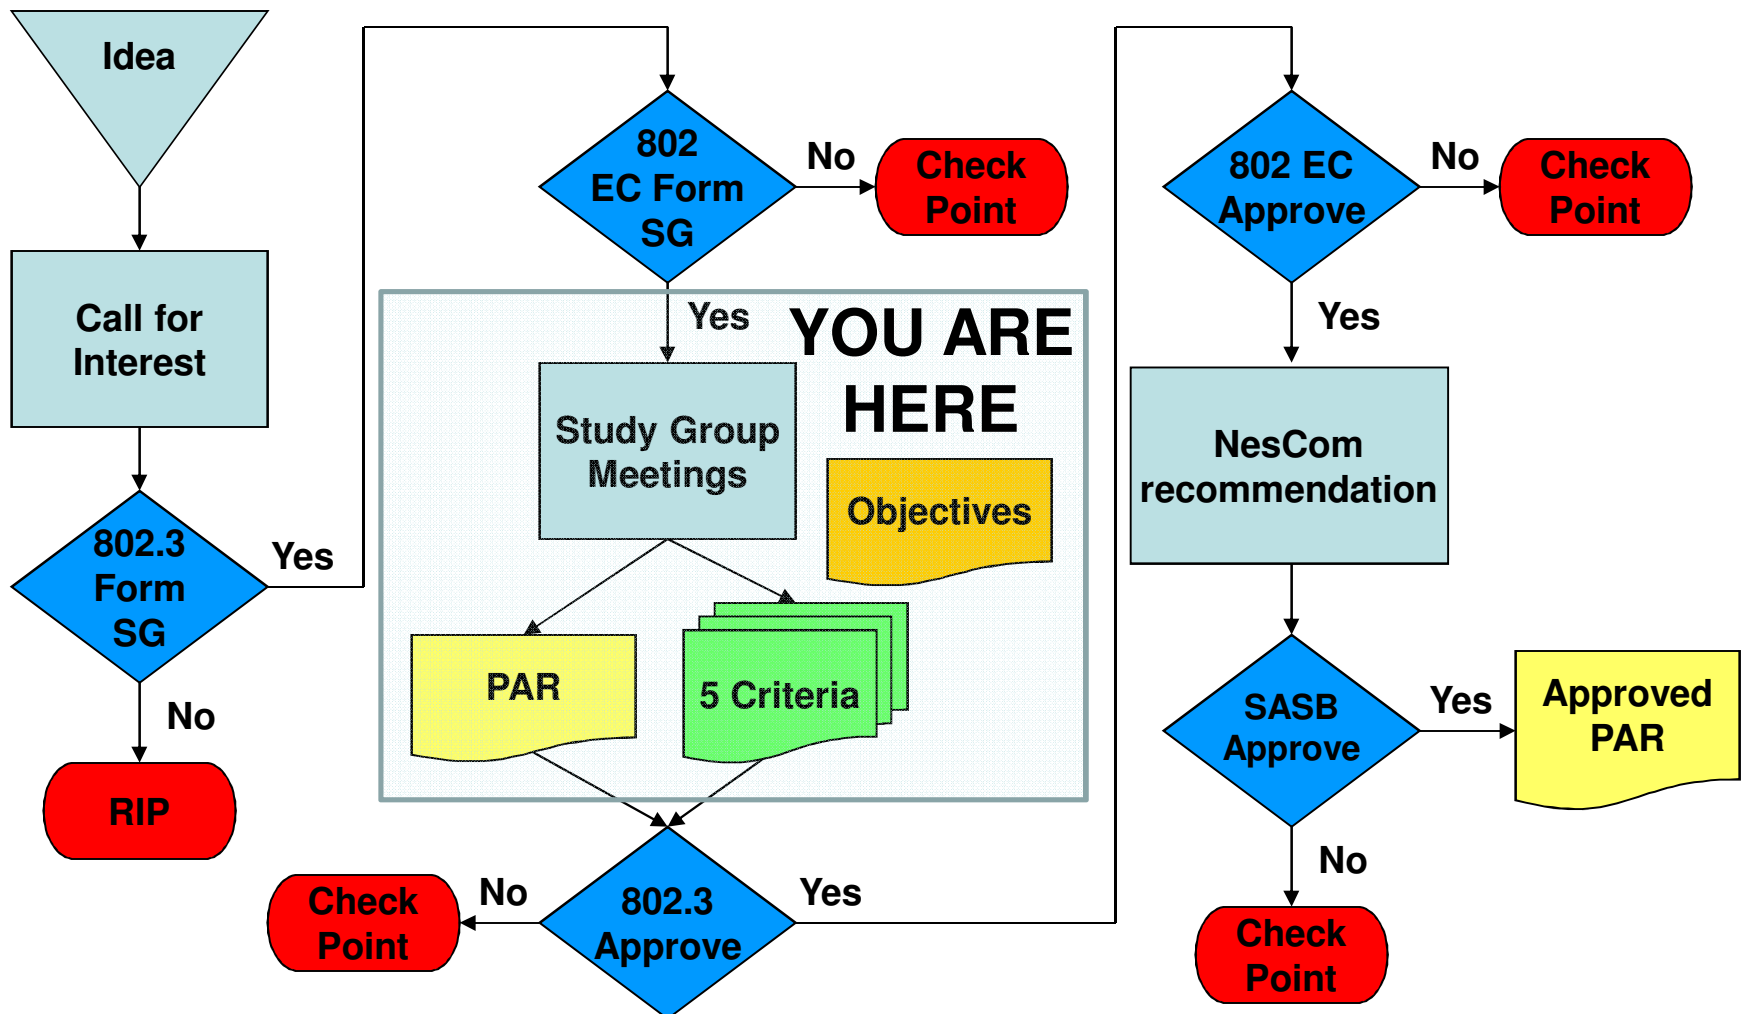 Idea
Call for
Interest
802.3
Form
SG
Yes
No
RIP
802
EC Form
SG
No
Check
Point
Yes
YOU ARE
HERE
Study Group
Meetings
Objectives
PAR
5 Criteria
802.3
Approve
No
Check
Point
Yes
802 EC
Approve
No
Check
Point
Yes
NesCom
recommendation
SASB
Approve
Yes
Approved
PAR
No
Check
Point